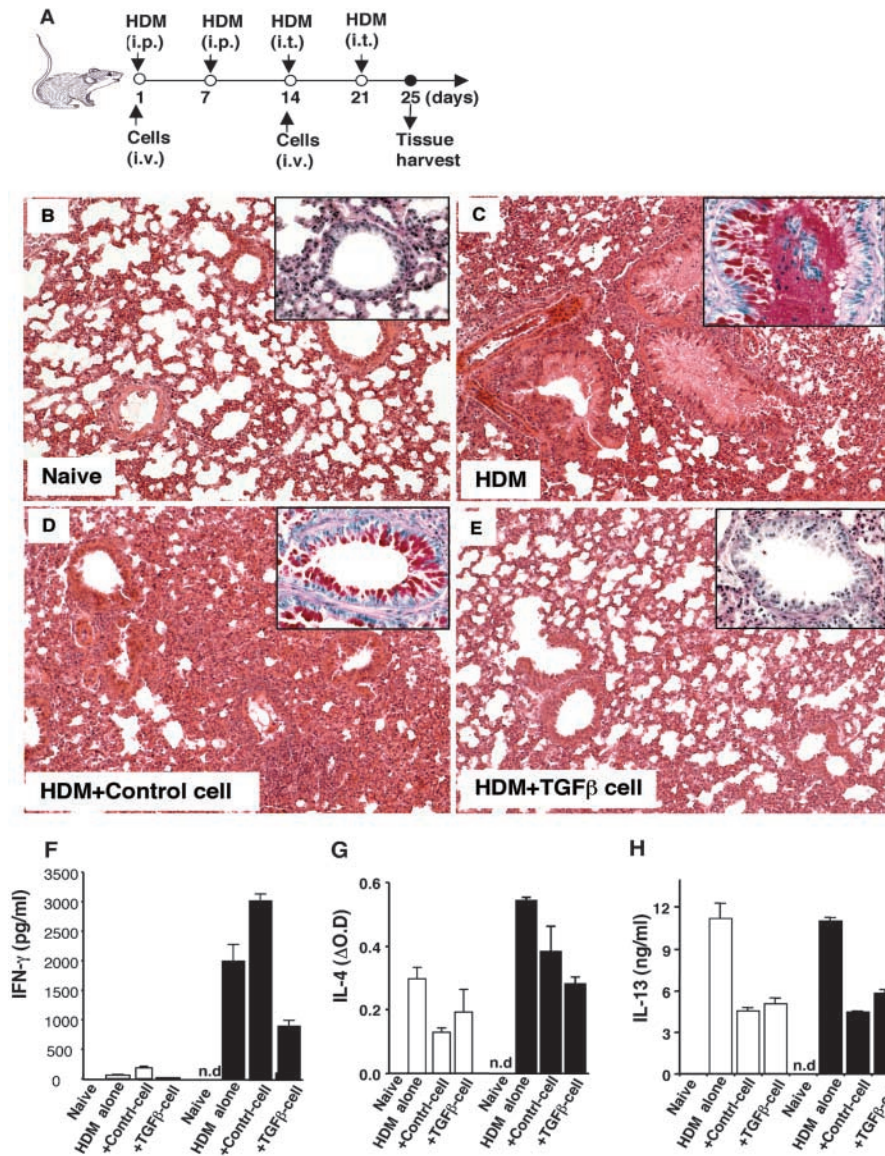 A
HDM HDM HDM HDM
(i.p.) (i.p.) (i.t.) (i.t.)
1 7 14 21 25 (days)
Cells Cells Tissue
(i.v.) (i.v.) harvest
B
Naive
C
HDM
D
HDM+Control cell
E
HDM+TGFβ cell
F
IFN-γ (pg/ml)
3500
3000
2500
2000
1500
1000
500
0
n.d
Naive
HDM alone
+Contrl-cell
+TGFβ-cell
Naive
HDM alone
+Contrl-cell
+TGFβ-cell
G
IL-4 (ΔO.D)
0.6
0.4
0.2
0.0
n.d
Naive
HDM alone
+Contrl-cell
+TGFβ-cell
Naive
HDM alone
+Contrl-cell
+TGFβ-cell
H
IL-13 (ng/ml)
12
9
6
3
0
n.d
Naive
HDM alone
+Contrl-cell
+TGFβ-cell
Naive
HDM alone
+Contrl-cell
+TGFβ-ce